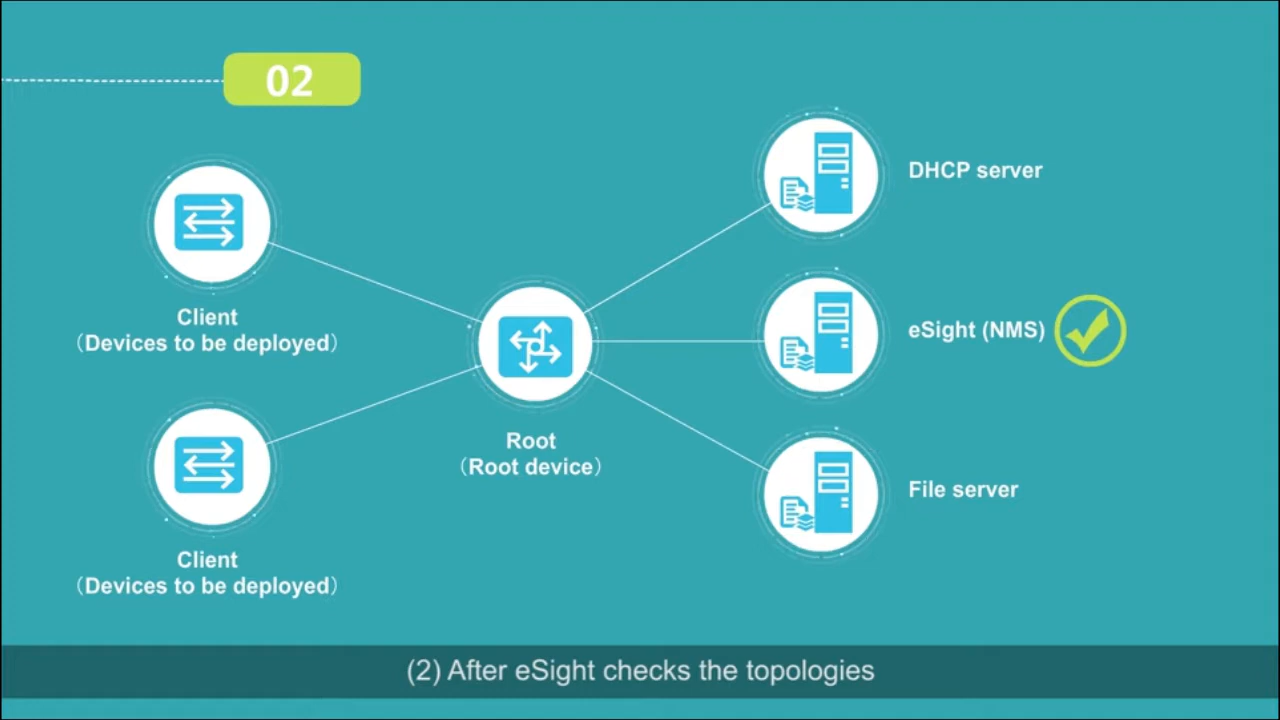 02
Client
（Devices to be deployed）
Client
（Devices to be deployed）
Root
（Root device）
DHCP server
eSight (NMS)
File server
(2) After eSight checks the topologies